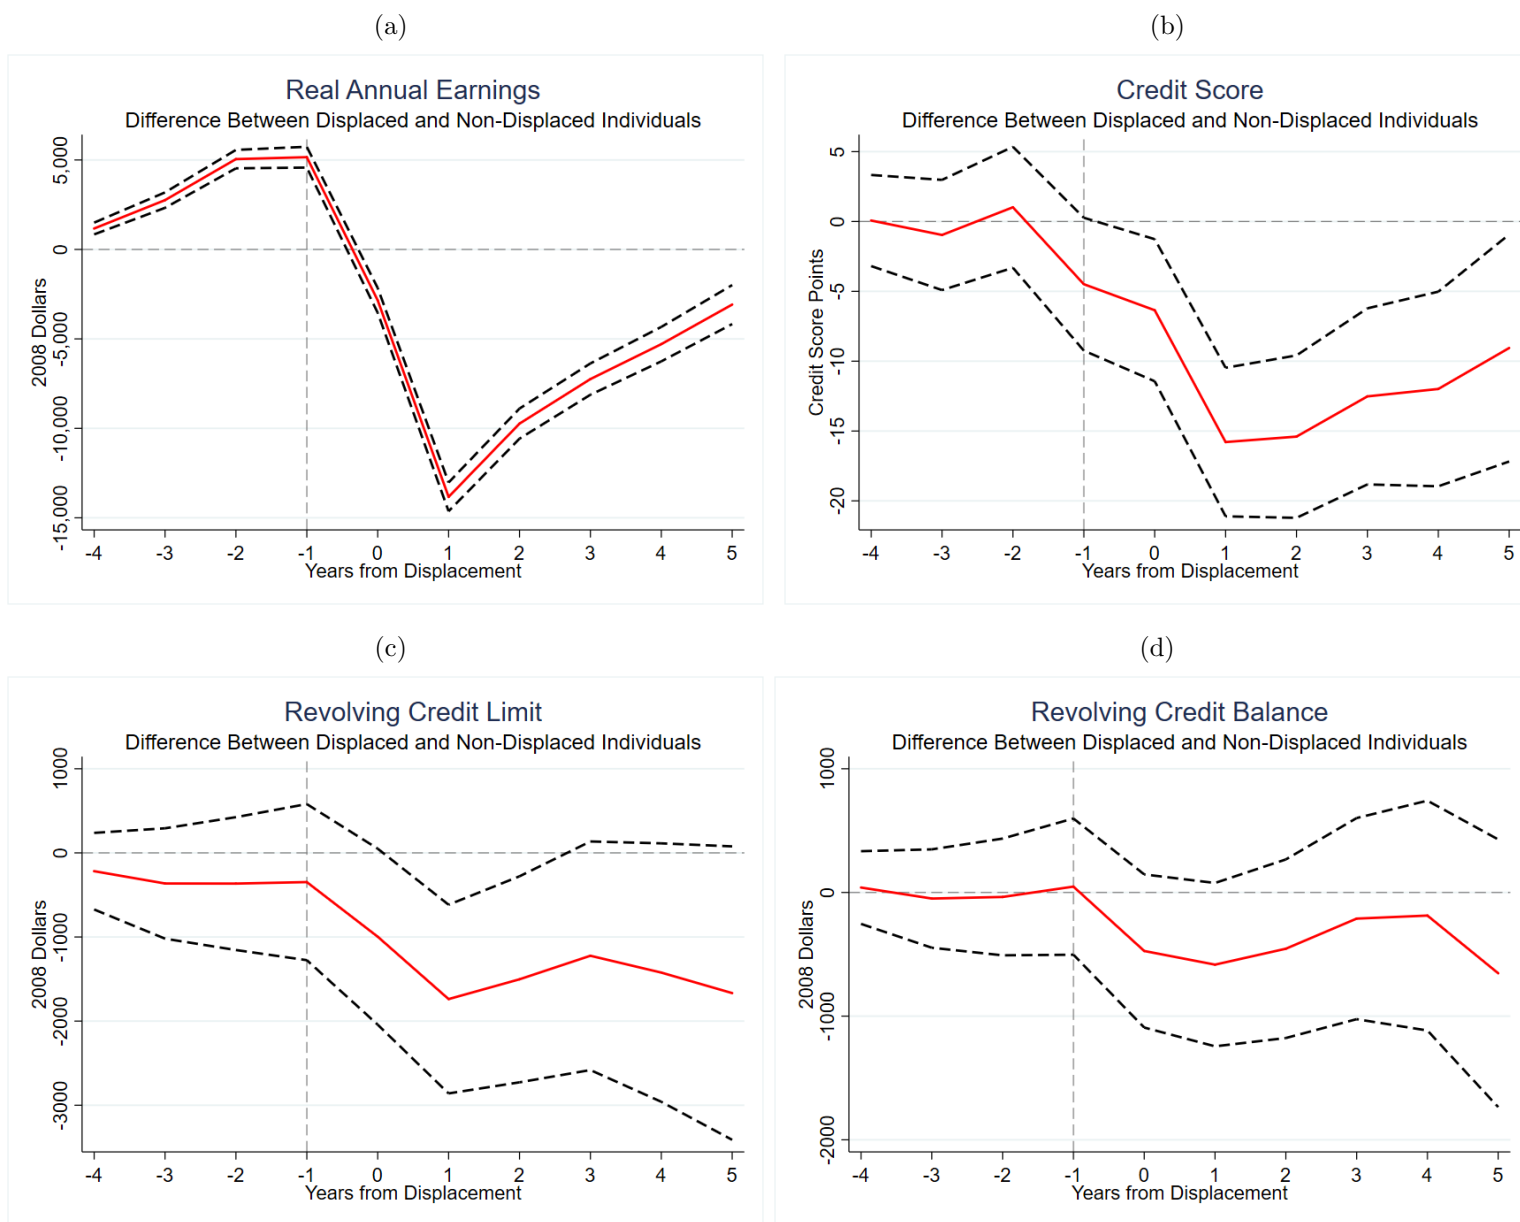 (a)
Real Annual Earnings
Difference Between Displaced and Non-Displaced Individuals
2008 Dollars
5,000
0
-5,000
-10,000
-15,000
-4 -3 -2 -1 0 1 2 3 4 5
Years from Displacement
(b)
Credit Score
Difference Between Displaced and Non-Displaced Individuals
Credit Score Points
5
0
-5
-10
-15
-20
-4 -3 -2 -1 0 1 2 3 4 5
Years from Displacement
(c)
Revolving Credit Limit
Difference Between Displaced and Non-Displaced Individuals
2008 Dollars
1000
0
-1000
-2000
-3000
-4 -3 -2 -1 0 1 2 3 4 5
Years from Displacement
(d)
Revolving Credit Balance
Difference Between Displaced and Non-Displaced Individuals
2008 Dollars
1000
0
-1000
-2000
-4 -3 -2 -1 0 1 2 3 4 5
Years from Displacement